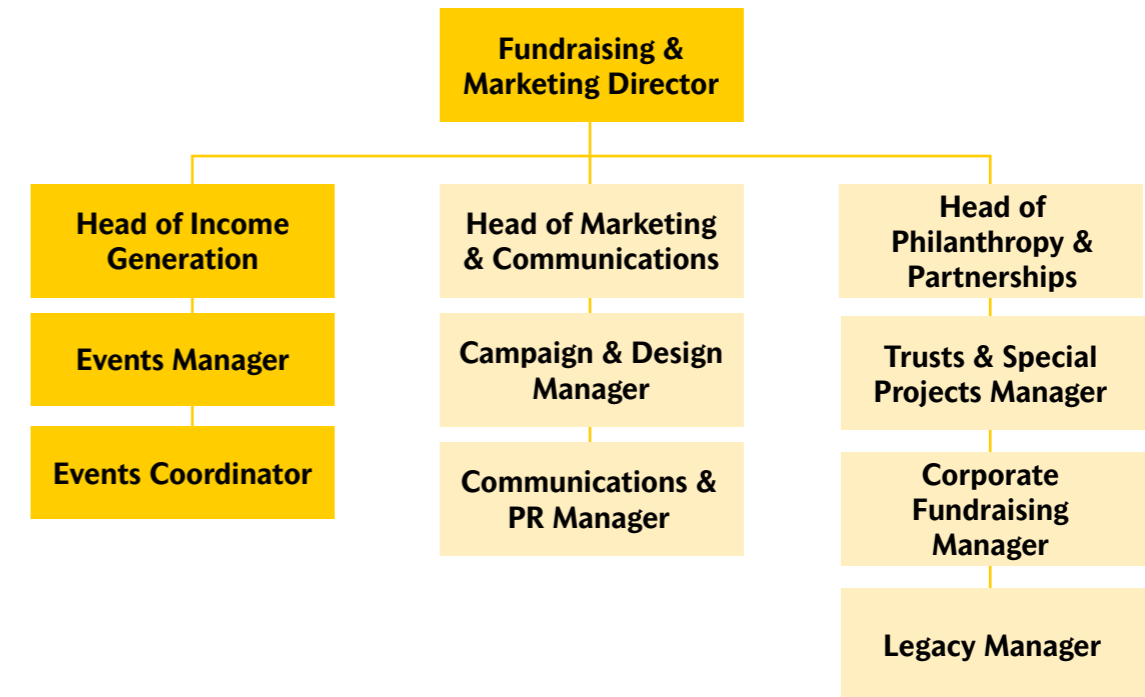 Fundraising &
Marketing Director
Head of Income
Generation
Events Manager
Events Coordinator
Head of Marketing
& Communications
Campaign & Design
Manager
Communications &
PR Manager
Head of
Philanthropy &
Partnerships
Trusts & Special
Projects Manager
Corporate
Fundraising
Manager
Legacy Manager